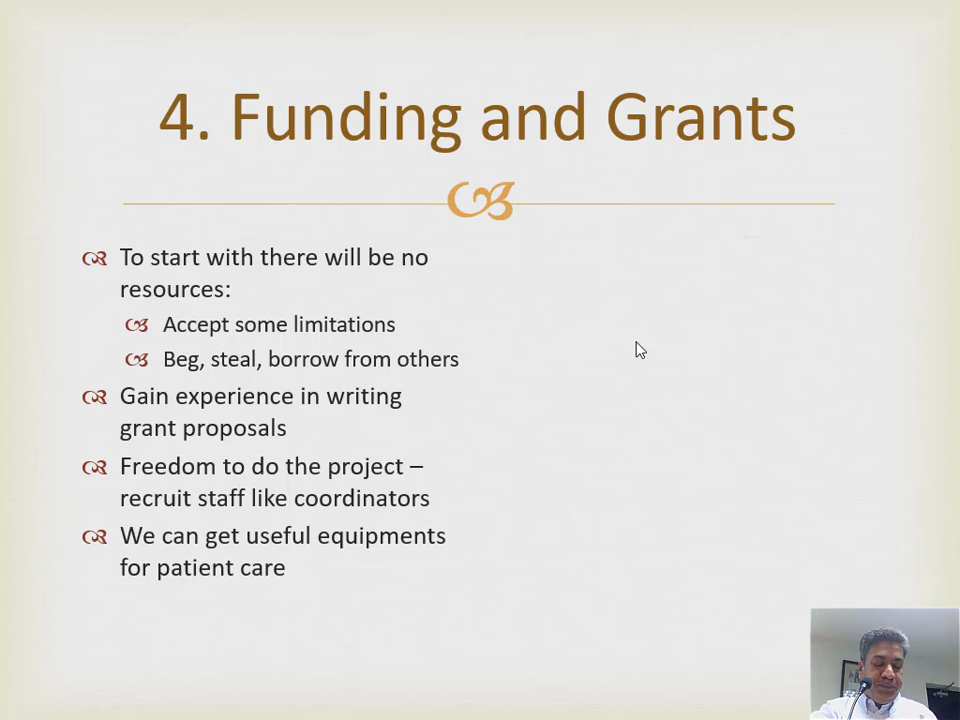 4. Funding and Grants
To start with there will be no
resources:
Accept some limitations
Beg, steal, borrow from others
Gain experience in writing
grant proposals
Freedom to do the project –
recruit staff like coordinators
We can get useful equipments
for patient care